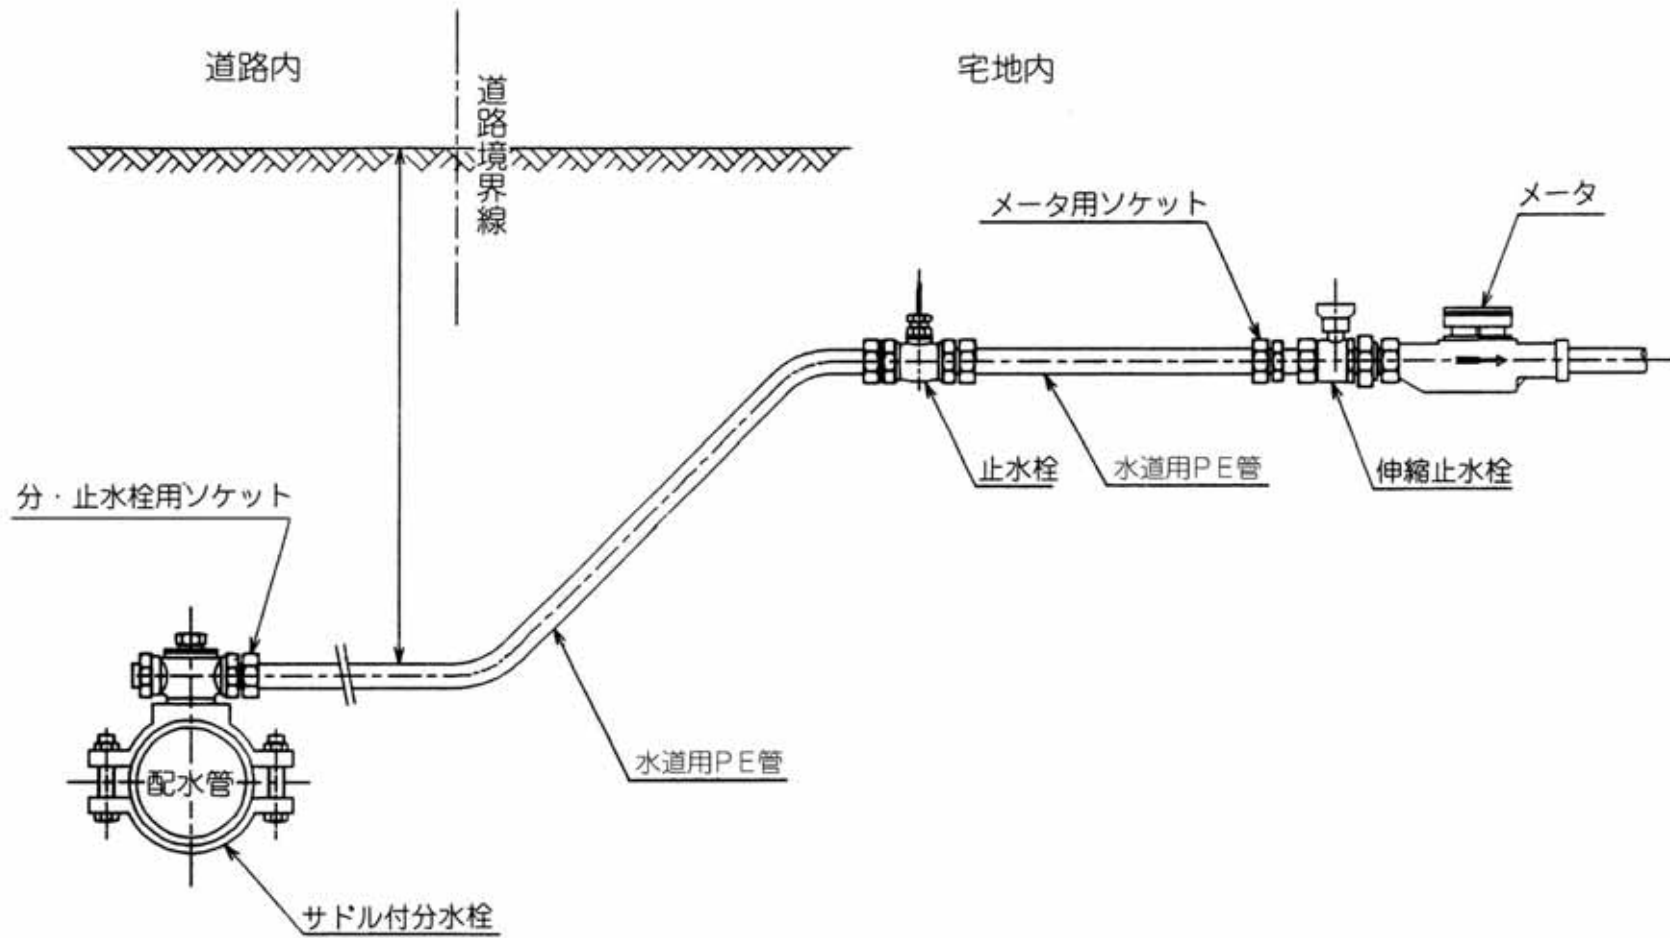 道路内
宅地内
道路境界線
メータ用ソケット
メータ
止水栓
水道用PE管
伸縮止水栓
分・止水栓用ソケット
水道用PE管
配水管
サドル付分水栓